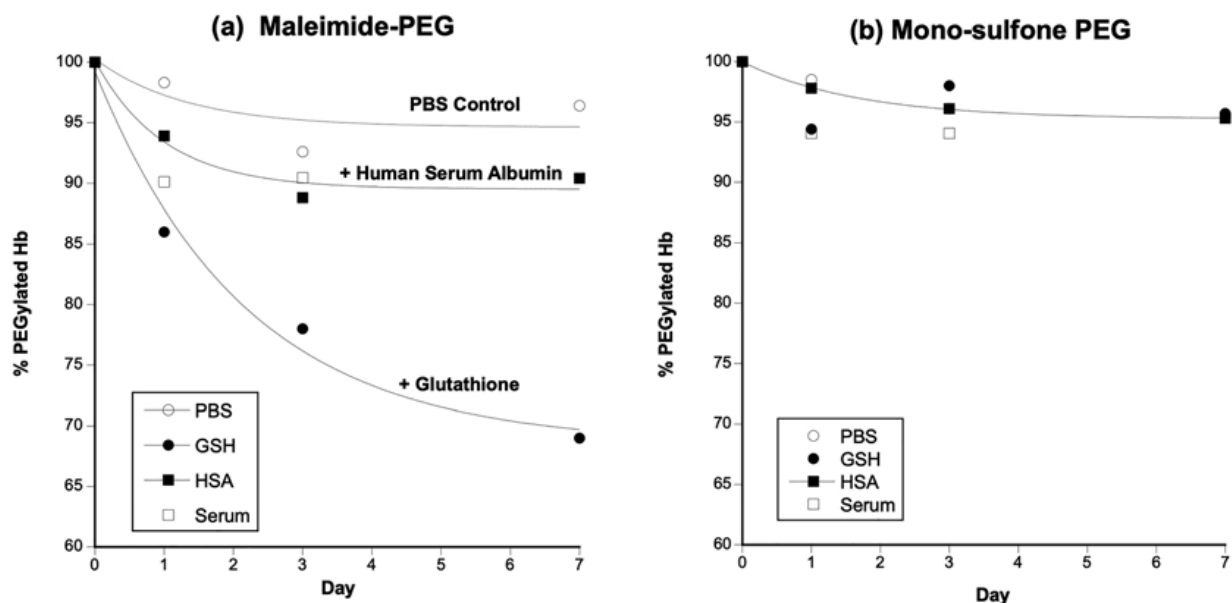 (a) Maleimide-PEG
100
95
90
85
80
75
70
65
60
% PEGylated Hb
PBS Control
+ Human Serum Albumin
+ Glutathione
PBS
GSH
HSA
Serum
0 1 2 3 4 5 6 7
Day
(b) Mono-sulfone PEG
100
95
90
85
80
75
70
65
60
% PEGylated Hb
PBS
GSH
HSA
Serum
0 1 2 3 4 5 6 7
Day